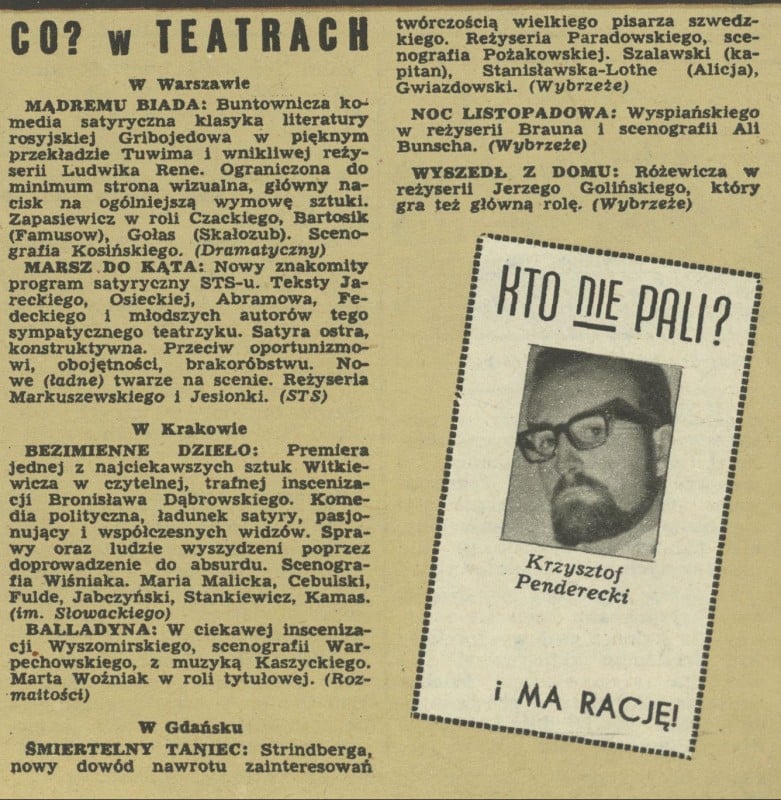 CO? w TEATRACH
W Warszawie
MĄDREMU BIADA: Buntownicza ko-
media satyryczna klasyka literatury
rosyjskiej Gribojedowa w pięknym
przekładzie Tuwima i wnikliwej reży-
serii Ludwika Rene. Ograniczona do
minimum strona wizualna, główny na-
cisk na ogólniejszą wymowę sztuki.
Zapasiewicz w roli Czackiego, Bartosik
(Famusow), Gołas (Skałozub). Sceno-
grafia Kosińskiego. (Dramatyczny)
MARSZ DO KĄTA: Nowy znakomity
program satyryczny STS-u. Teksty Ja-
reckiego, Osieckiej, Abramowa, Fe-
deckiego i młodszych autorów tego
sympatycznego teatrzyku. Satyra ostra,
konstruktywna. Przeciw oportunizmo-
wi, obojętności, brakoróbstwu. No-
we (ładne) twarze na scenie. Reżyseria
Markuszewskiego i Jesionki. (STS)
W Krakowie
BEZIMIENNE DZIEŁO: Premiera
jednej z najciekawszych sztuk Witkie-
wicza w czytelnej, trafnej insceniza-
cji Bronisława Dąbrowskiego. Kome-
dia polityczna, ładunek satyry, pasjo-
nujący i współczesnych widzów. Spra-
wy oraz ludzie wyszydzeni poprzez
doprowadzenie do absurdu. Scenogra-
fia Wiśniaka. Maria Malicka, Cebulski,
Fulde, Jabczyński, Stankiewicz, Kamas.
(im. Słowackiego)
BALLADYNA: W ciekawej insceniza-
cji Wyszomirskiego, scenografii War-
pechowskiego, z muzyką Kaszyckiego.
Marta Woźniak w roli tytułowej. (Roz-
maitości)
W Gdańsku
ŚMIERTELNY TANIEC: Strindberga,
nowy dowód nawrotu zainteresowań
twórczością wielkiego pisarza szwedz-
kiego. Reżyseria Paradowskiego, sce-
nografia Pożakowskiej. Szalawski (ka-
pitan), Stanisławska-Lothe (Alicja),
Gwiazdowski. (Wybrzeże)
NOC LISTOPADOWA: Wyspiańskiego
w reżyserii Brauna i scenografii Ali
Bunscha. (Wybrzeże)
WYSZEDŁ Z DOMU: Różewicza w
reżyserii Jerzego Golińskiego, który
gra też główną rolę. (Wybrzeże)
KTO NIE PALI?
Krzysztof
Penderecki
i MA RACJĘ!